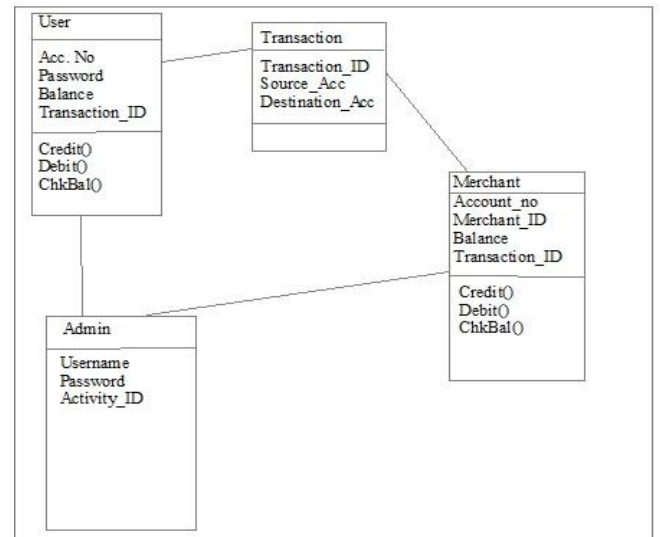 User
Acc. No
Password
Balance
Transaction_ID
Credit()
Debit()
ChkBal()
Transaction
Transaction_ID
Source_Acc
Destination_Acc
Merchant
Account_no
Merchant_ID
Balance
Transaction_ID
Credit()
Debit()
ChkBal()
Admin
Username
Password
Activity_ID